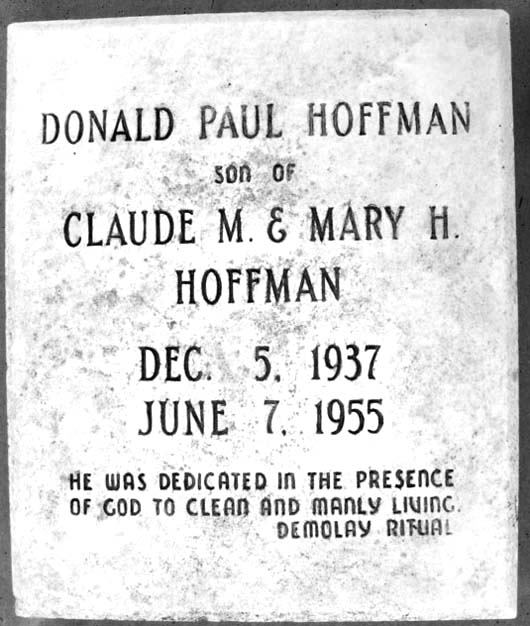 DONALD PAUL HOFFMAN
SON OF
CLAUDE M. & MARY H.
HOFFMAN
DEC. 5, 1937
JUNE 7, 1955
HE WAS DEDICATED IN THE PRESENCE
OF GOD TO CLEAN AND MANLY LIVING.
DEMOLAY RITUAL